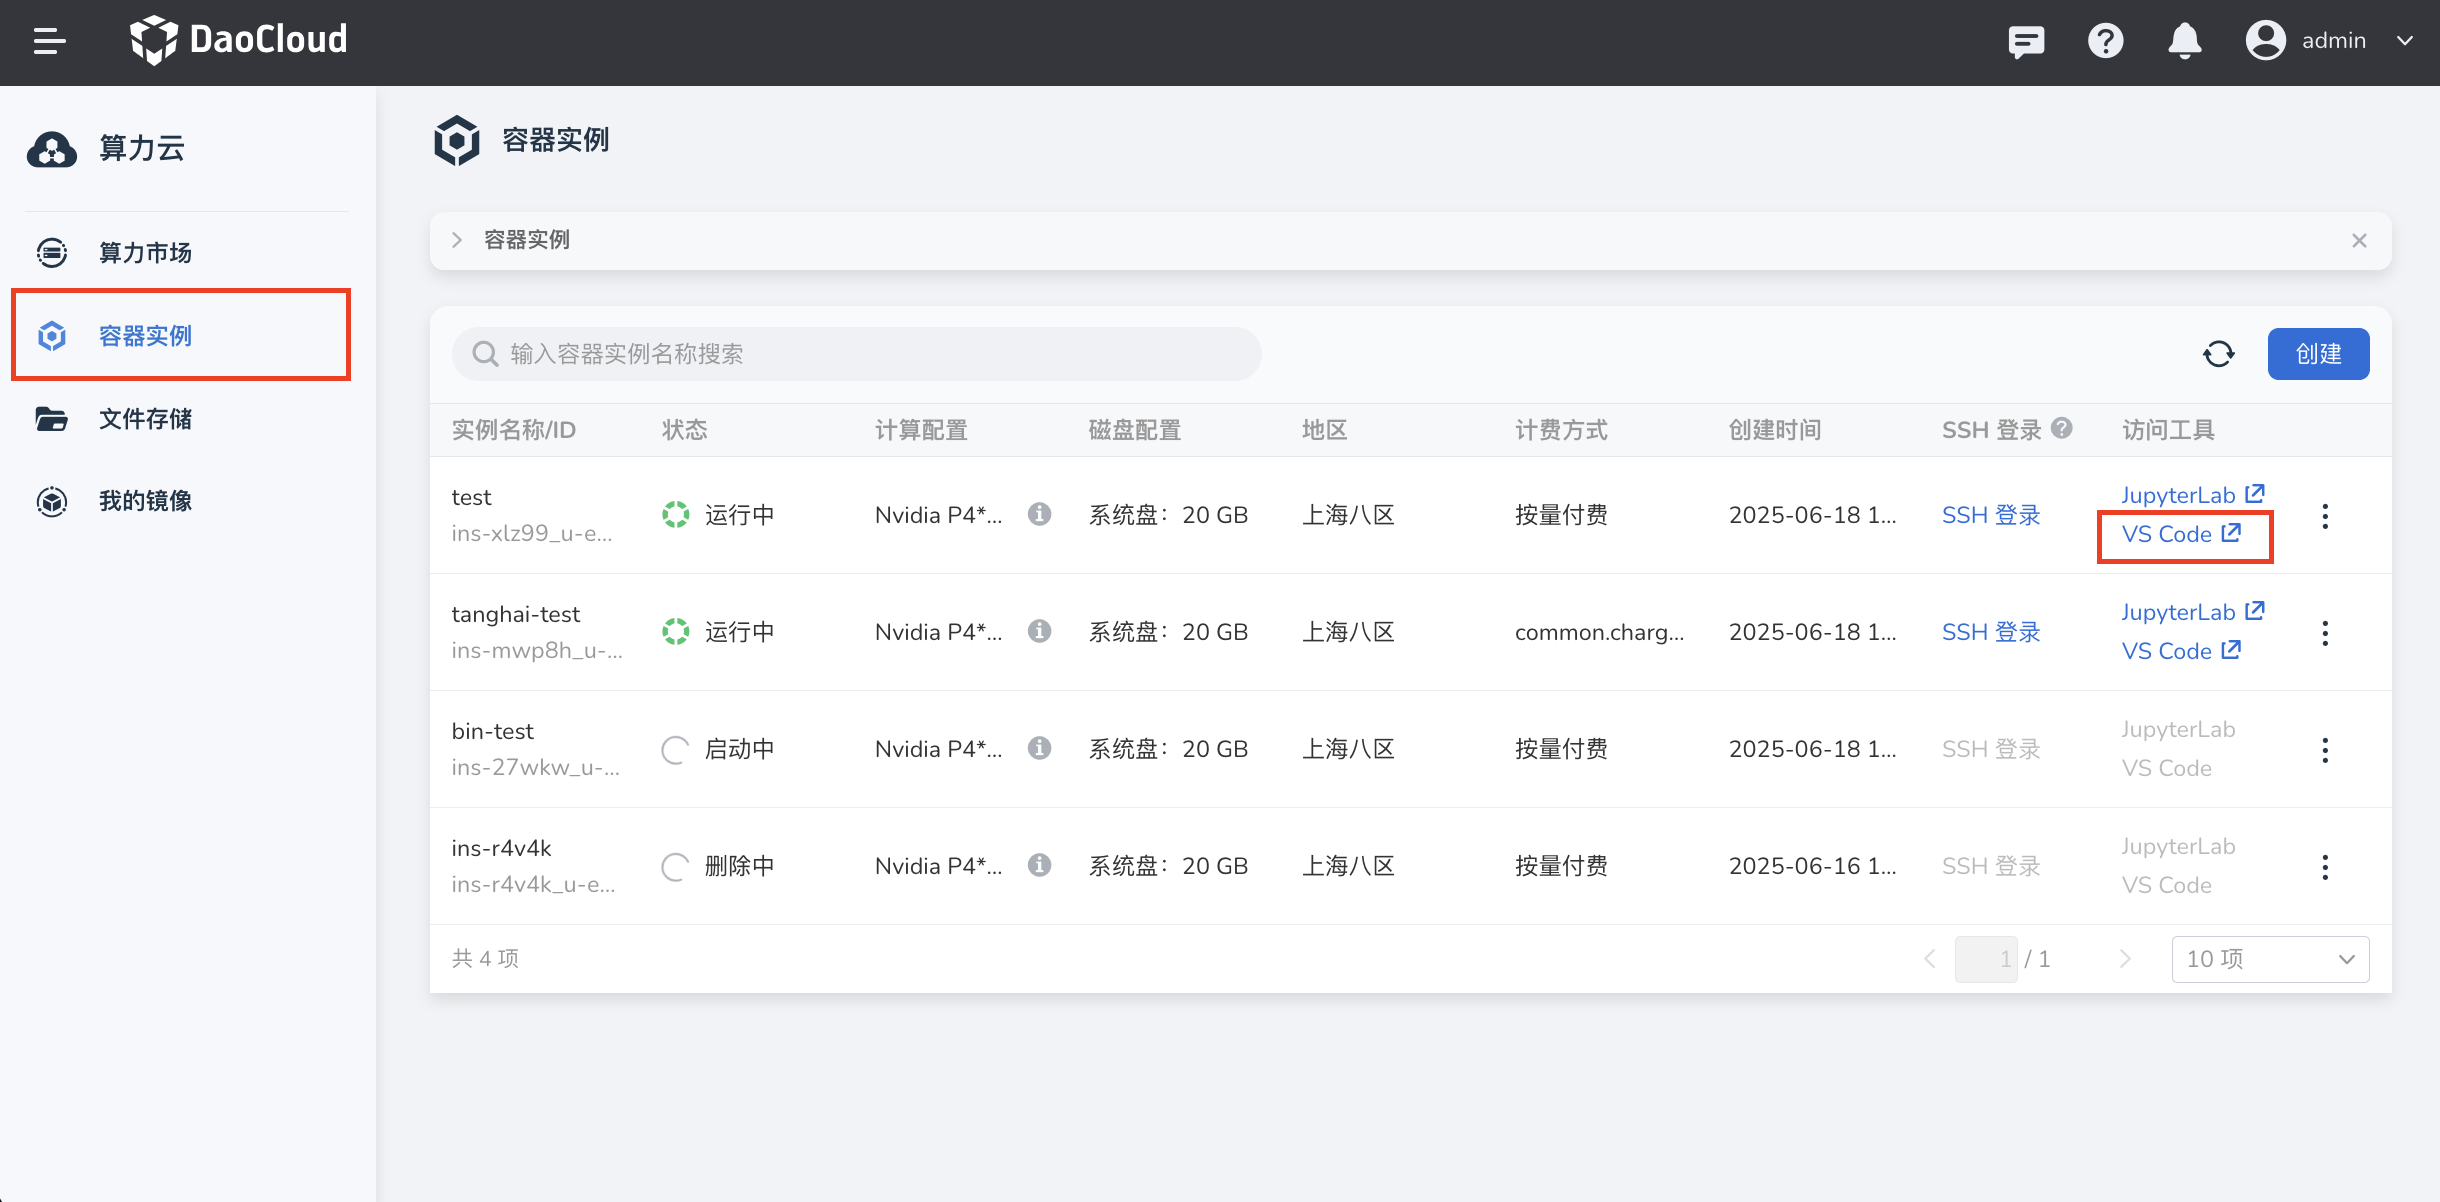 DaoCloud
admin
算力云
算力市场
容器实例
文件存储
我的镜像
容器实例
容器实例
输入容器实例名称搜索
创建
实例名称/ID 状态 计算配置 磁盘配置 地区 计费方式 创建时间 SSH 登录 访问工具
test
ins-xlz99_u-e...
运行中 Nvidia P4*... 系统盘：20 GB 上海八区 按量付费 2025-06-18 1... SSH 登录
JupyterLab
VS Code
tanghai-test
ins-mwp8h_u-...
运行中 Nvidia P4*... 系统盘：20 GB 上海八区 common.charg... 2025-06-18 1... SSH 登录
JupyterLab
VS Code
bin-test
ins-27wkw_u-...
启动中 Nvidia P4*... 系统盘：20 GB 上海八区 按量付费 2025-06-18 1... SSH 登录
JupyterLab
VS Code
ins-r4v4k
ins-r4v4k_u-e...
删除中 Nvidia P4*... 系统盘：20 GB 上海八区 按量付费 2025-06-16 1... SSH 登录
JupyterLab
VS Code
共 4 项
1 / 1
10 项